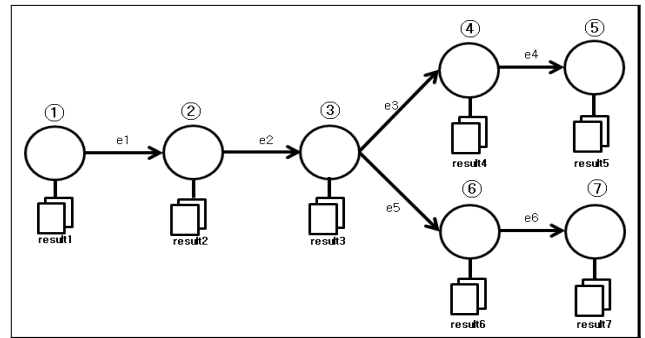 ①
e1
result1
②
e2
result2
③
e3
e5
result3
④
e4
result4
⑤
result5
⑥
e6
result6
⑦
result7